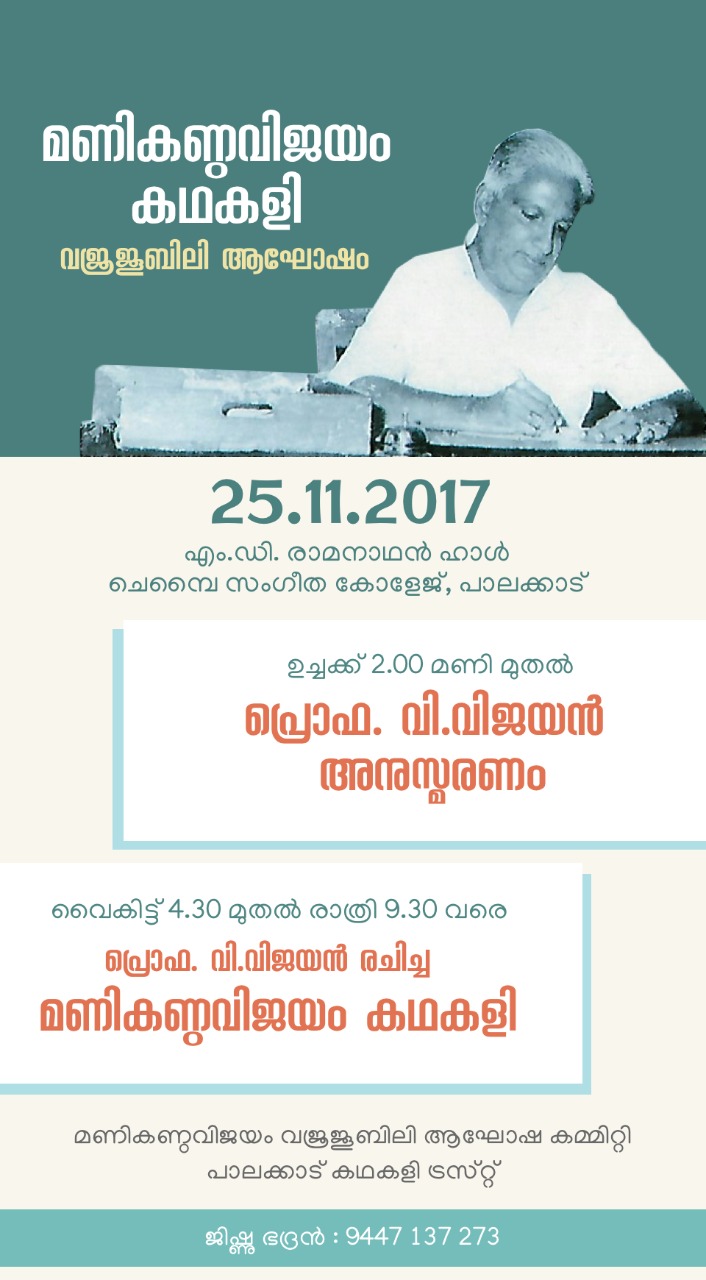 മണികണ്ഠവിജയം
കഥകളി
വജ്രജൂബിലി ആഘോഷം
25.11.2017
എം.ഡി. രാമനാഥൻ ഹാൾ
ചെമ്പൈ സംഗീത കോളേജ്, പാലക്കാട്
ഉച്ചക്ക് 2.00 മണി മുതൽ
പ്രൊഫ. വി.വിജയൻ
അനുസ്മരണം
വൈകിട്ട് 4.30 മുതൽ രാത്രി 9.30 വരെ
പ്രൊഫ. വി.വിജയൻ രചിച്ച
മണികണ്ഠവിജയം കഥകളി
മണികണ്ഠവിജയം വജ്രജൂബിലി ആഘോഷ കമ്മിറ്റി
പാലക്കാട് കഥകളി ട്രസ്റ്റ്
ജിഷ്ണു ഭദ്രൻ : 9447 137 273